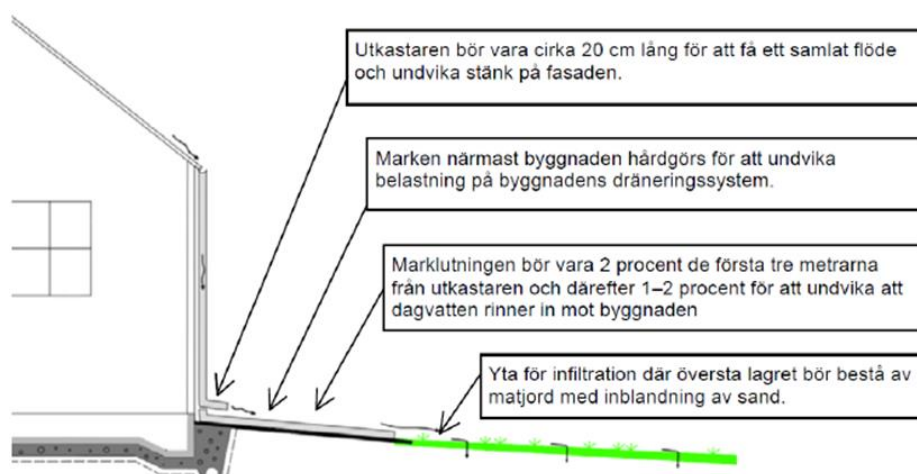 Utkastaren bör vara cirka 20 cm lång för att få ett samlat flöde
och undvika stänk på fasaden.
Marken närmast byggnaden hårdgörs för att undvika
belastning på byggnadens dräneringssystem.
Marklutningen bör vara 2 procent de första tre metrarna
från utkastaren och därefter 1–2 procent för att undvika att
dagvatten rinner in mot byggnaden
Yta för infiltration där översta lagret bör bestå av
matjord med inblandning av sand.